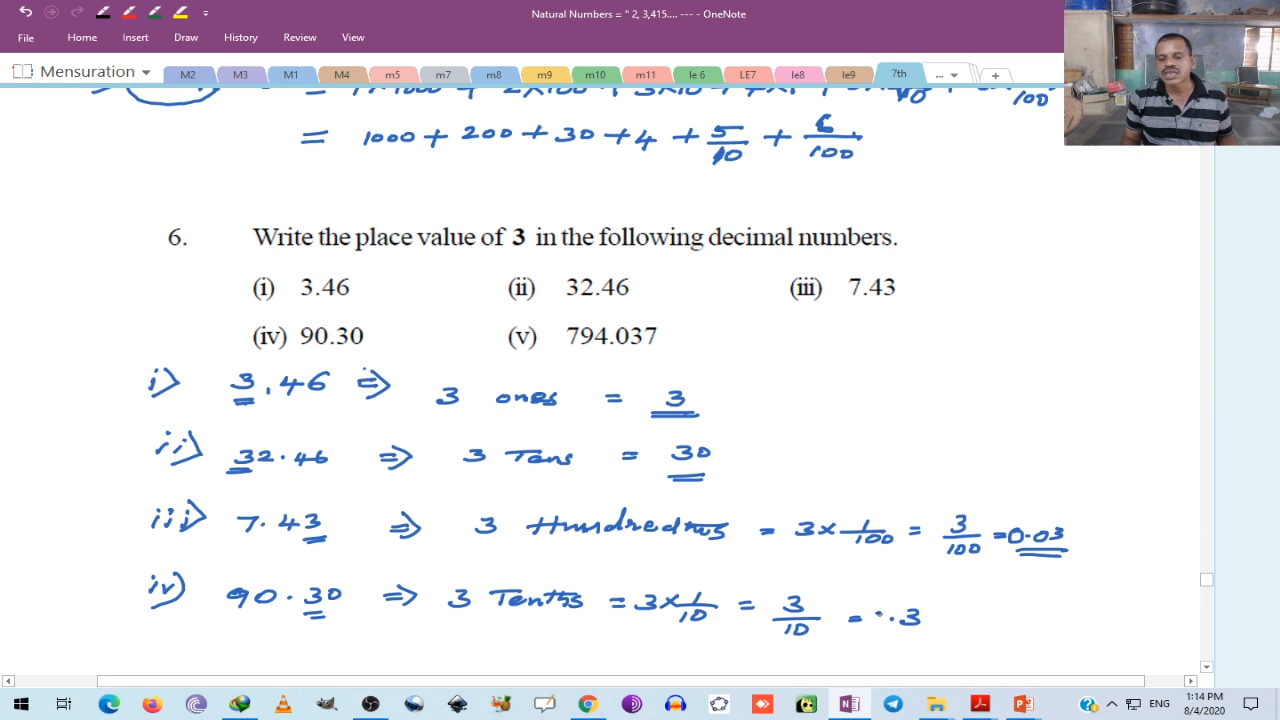 Natural Numbers = " 2, 3,415.... --- - OneNote
File Home Insert Draw History Review View
Mensuration M2 M3 M1 M4 m5 m7 m8 m9 m10 m11 le 6 LE7 le8 le9 7th ... +
= 1000 + 200 + 30 + 4 + 5/10 + 6/100
6. Write the place value of 3 in the following decimal numbers.
(i) 3.46 (ii) 32.46 (iii) 7.43
(iv) 90.30 (v) 794.037
i) 3.46 ⇒ 3 ones = 3
ii) 32.46 ⇒ 3 Tens = 30
iii) 7.43 ⇒ 3 = 3 × 1/100 = 3/100 = 0.03
iv) 90.30 ⇒ 3 Tenths = 3 × 1/10 = 3/10 = .3
ENG 1:14 PM
8/4/2020